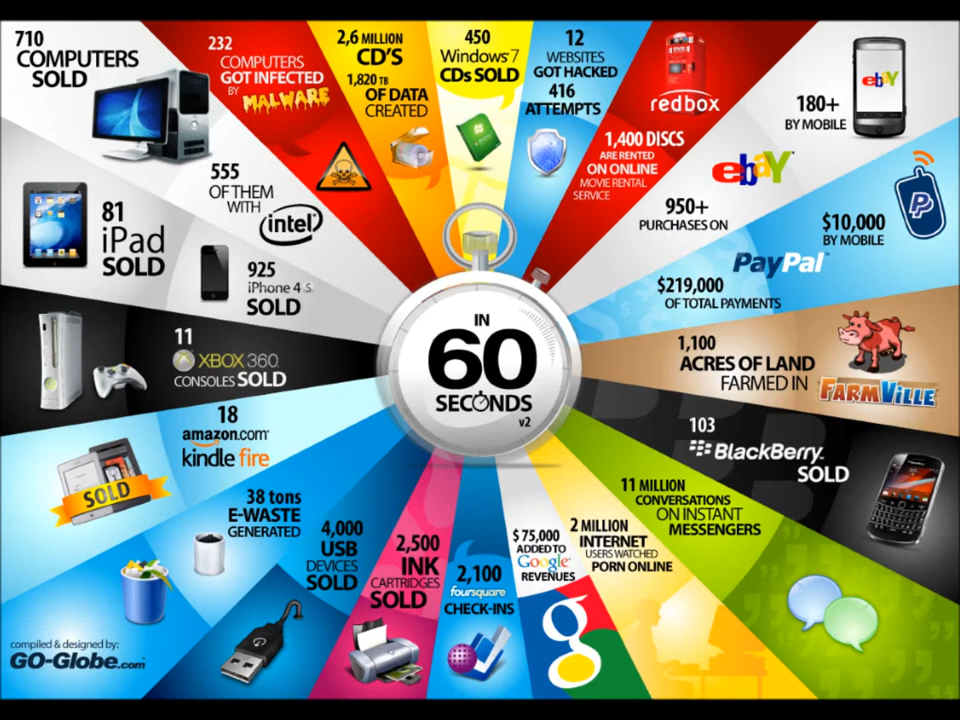 710
COMPUTERS
SOLD
232
COMPUTERS
GOT INFECTED
BY MALWARE
2,6 MILLION
CD'S
1,820 TB
OF DATA
CREATED
450
Windows 7
CDs SOLD
12
WEBSITES
GOT HACKED
416
ATTEMPTS
redbox
1,400 DISCS
ARE RENTED
ON ONLINE
MOVIE RENTAL
SERVICE
180+
BY MOBILE
ebay
ebay
950+
PURCHASES ON
$10,000
BY MOBILE
PayPal
$219,000
OF TOTAL PAYMENTS
555
OF THEM
WITH
intel
81
iPad
SOLD
925
iPhone 4 S
SOLD
IN
60
SECONDS
v2
11
XBOX 360
CONSOLES SOLD
1,100
ACRES OF LAND
FARMED IN
FARMVILLE
18
amazon.com
kindle fire
SOLD
103
BlackBerry.
SOLD
38 tons
E-WASTE
GENERATED
4,000
USB
DEVICES
SOLD
2,500
INK
CARTRIDGES
SOLD
2,100
foursquare
CHECK-INS
$ 75,000
ADDED TO
Google
REVENUES
g
2 MILLION
INTERNET
USERS WATCHED
PORN ONLINE
11 MILLION
CONVERSATIONS
ON INSTANT
MESSENGERS
compiled & designed by:
GO-Globe.com